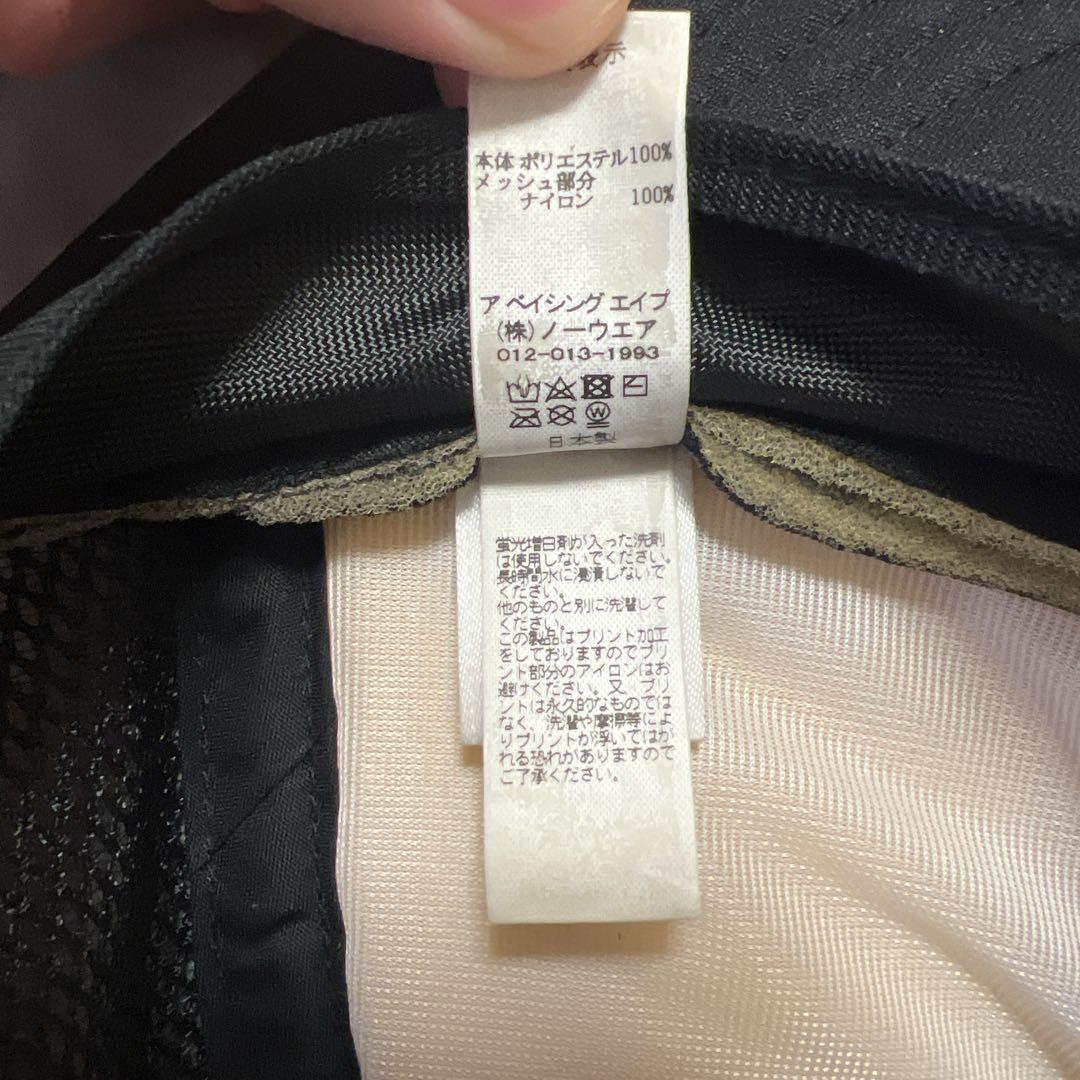 表示
本体 ポリエステル100%
メッシュ部分
ナイロン 100%
ア ベイシング エイプ
(株)ノーウエア
012-013-1993
W
日本製
蛍光増白剤が入った洗剤
は使用しないでください。
長時間水に浸漬しないで
ください。
他のものと別に洗濯して
ください。
この製品はプリント加工
をしておりますのでプリ
ント部分のアイロンはお
避けください。又、プリ
ントは永久的なものでは
なく、洗濯や摩擦等によ
りプリントが浮いてはが
れる恐れがありますので
ご了承ください。